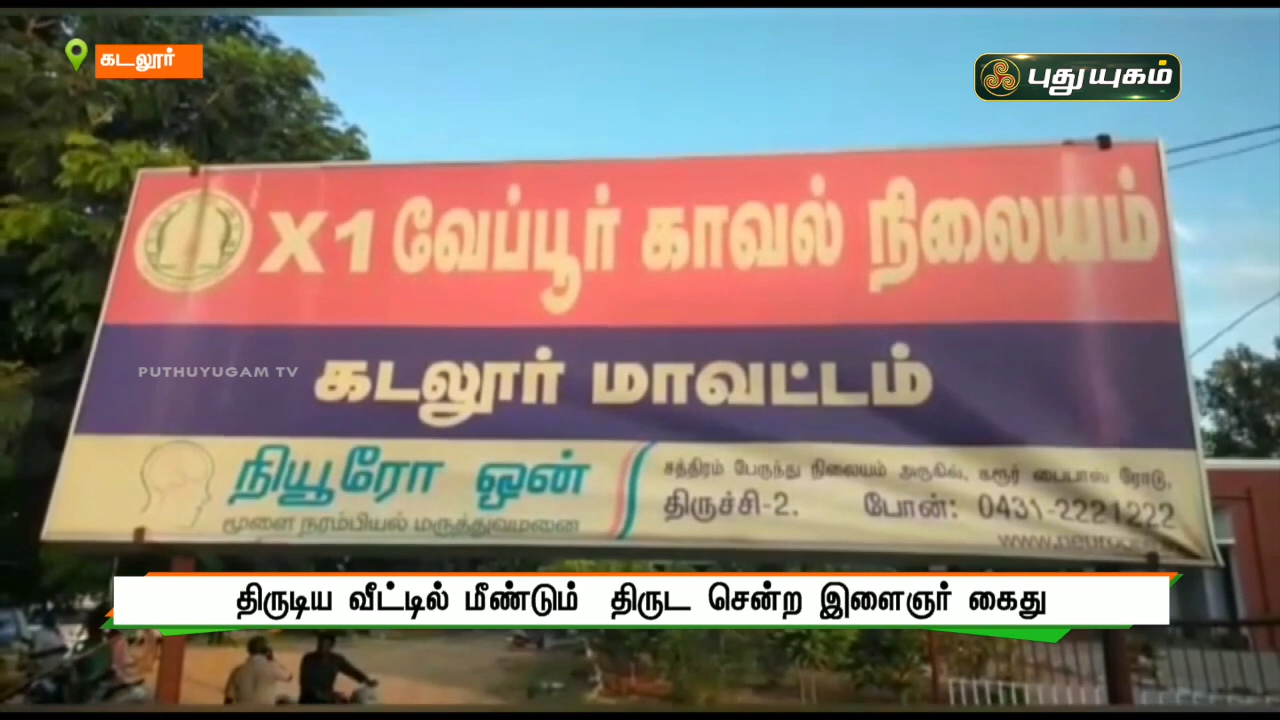 கடலூர்
புதுயுகம்
X1 வேப்பூர் காவல் நிலையம்
PUTHUYUGAM TV
கடலூர் மாவட்டம்
நியூரோ ஒன்
மூளை நரம்பியல் மருத்துவமனை
சத்திரம் பேருந்து நிலையம் அருகில், கரூர் பைபாஸ் ரோடு,
திருச்சி-2. போன்: 0431-2221222
திருடிய வீட்டில் மீண்டும் திருட சென்ற இளைஞர் கைது